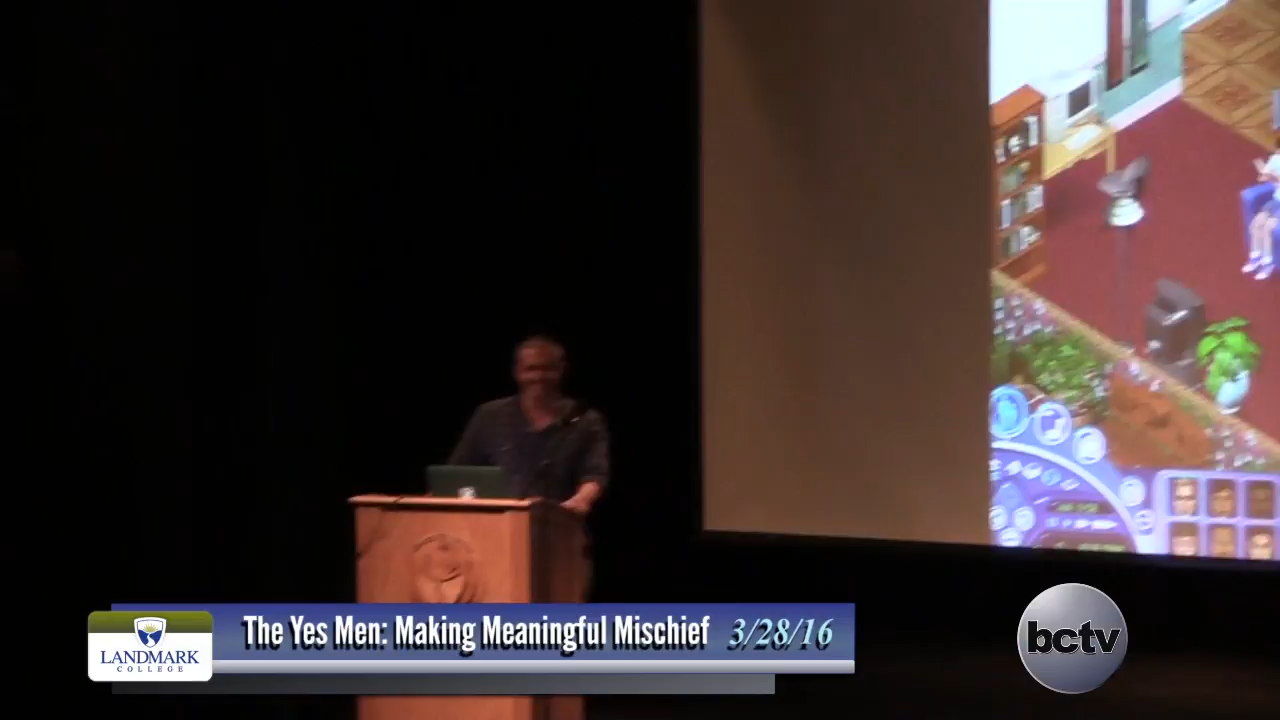 The Yes Men: Making Meaningful Mischief 3/28/16
LANDMARK
COLLEGE
bctv